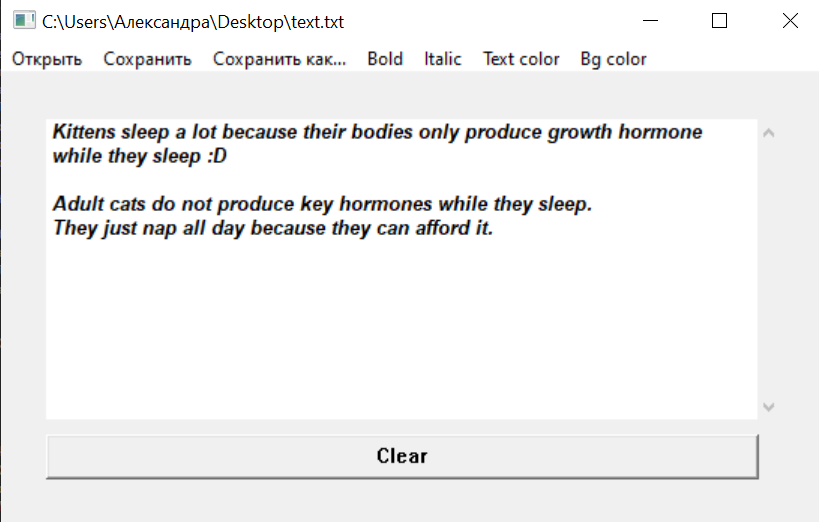 C:\Users\Александра\Desktop\text.txt
Открыть Сохранить Сохранить как... Bold Italic Text color Bg color
Kittens sleep a lot because their bodies only produce growth hormone
while they sleep :D
Adult cats do not produce key hormones while they sleep.
They just nap all day because they can afford it.
Clear